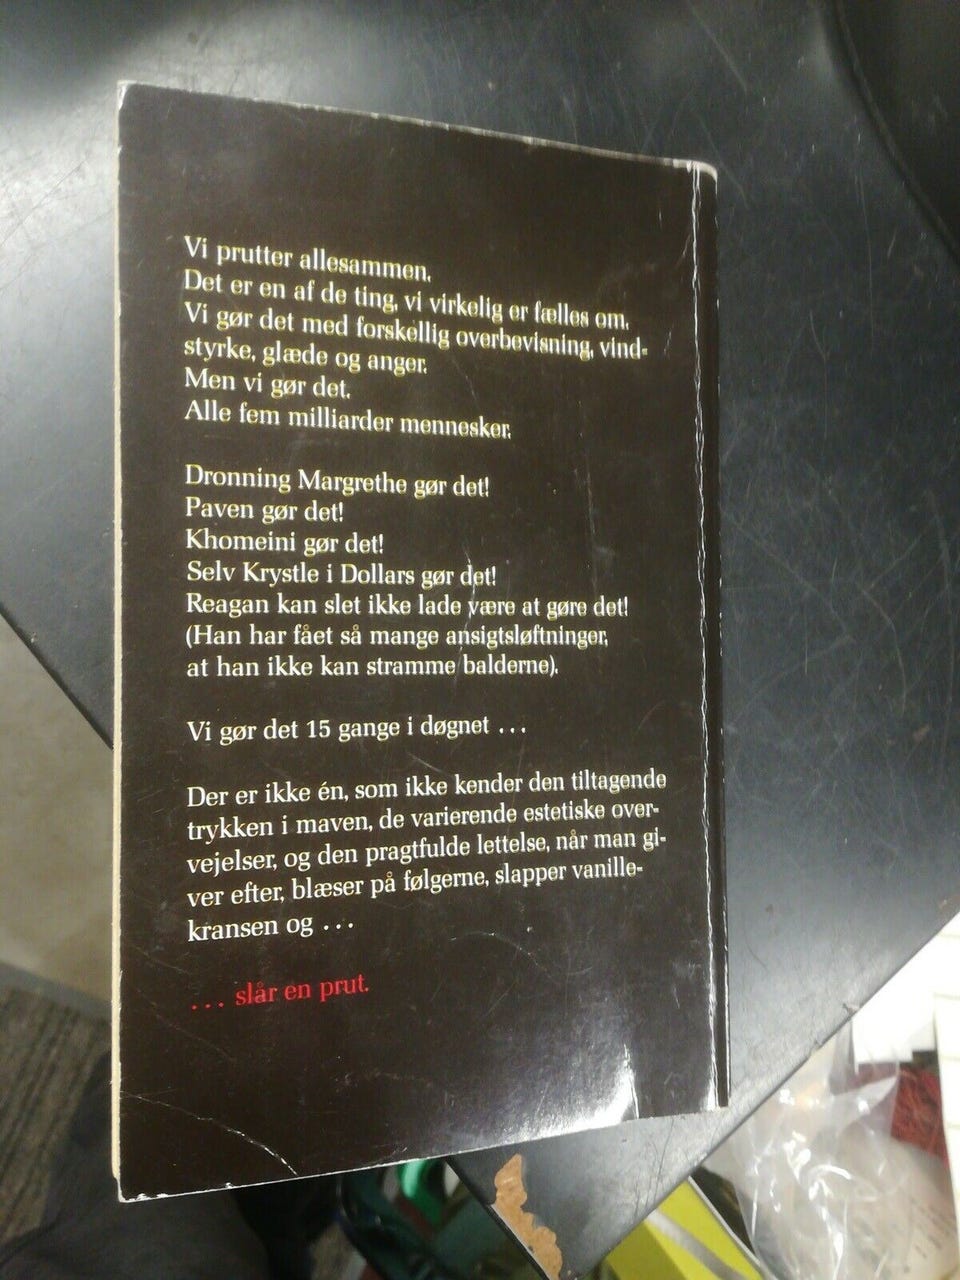 Vi prutter allesammen.
Det er en af de ting, vi virkelig er fælles om.
Vi gør det med forskellig overbevisning, vind-
styrke, glæde og anger.
Men vi gør det.
Alle fem milliarder mennesker.
Dronning Margrethe gør det!
Paven gør det!
Khomeini gør det!
Selv Krystle i Dollars gør det!
Reagan kan slet ikke lade være at gøre det!
(Han har fået så mange ansigtsløftninger,
at han ikke kan stramme balderne).
Vi gør det 15 gange i døgnet ...
Der er ikke én, som ikke kender den tiltagende
trykken i maven, de varierende estetiske over-
vejelser, og den pragtfulde lettelse, når man gi-
ver efter, blæser på følgerne, slapper vanille-
kransen og ...
... slår en prut.